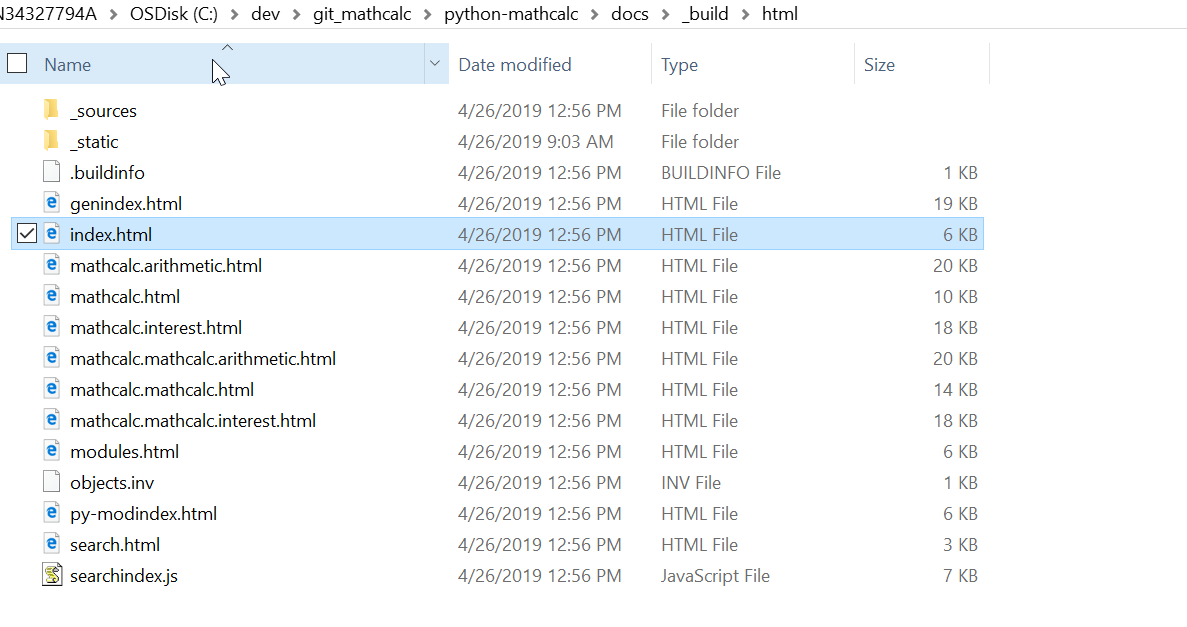 N34327794A > OSDisk (C:) > dev > git_mathcalc > python-mathcalc > docs > _build > html
Name Date modified Type Size
_sources 4/26/2019 12:56 PM File folder
_static 4/26/2019 9:03 AM File folder
.buildinfo 4/26/2019 12:56 PM BUILDINFO File 1 KB
genindex.html 4/26/2019 12:56 PM HTML File 19 KB
index.html 4/26/2019 12:56 PM HTML File 6 KB
mathcalc.arithmetic.html 4/26/2019 12:56 PM HTML File 20 KB
mathcalc.html 4/26/2019 12:56 PM HTML File 10 KB
mathcalc.interest.html 4/26/2019 12:56 PM HTML File 18 KB
mathcalc.mathcalc.arithmetic.html 4/26/2019 12:56 PM HTML File 20 KB
mathcalc.mathcalc.html 4/26/2019 12:56 PM HTML File 14 KB
mathcalc.mathcalc.interest.html 4/26/2019 12:56 PM HTML File 18 KB
modules.html 4/26/2019 12:56 PM HTML File 6 KB
objects.inv 4/26/2019 12:56 PM INV File 1 KB
py-modindex.html 4/26/2019 12:56 PM HTML File 6 KB
search.html 4/26/2019 12:56 PM HTML File 3 KB
searchindex.js 4/26/2019 12:56 PM JavaScript File 7 KB